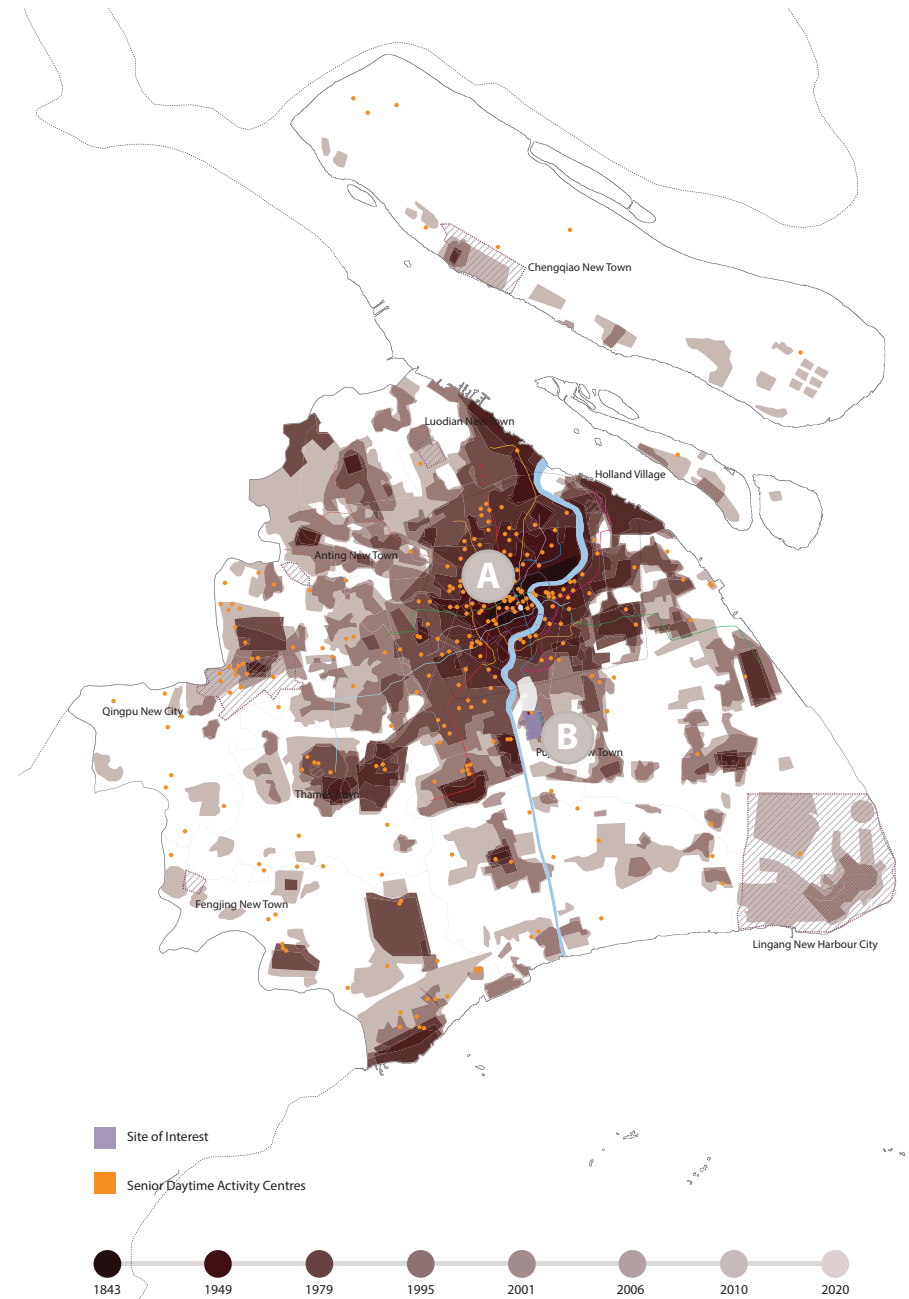 Chengqiao New Town
Luodian New Town
Holland Village
A
Anting New Town
Qingpu New City
B
New Town
Thames Town
Fengjing New Town
Lingang New Harbour City
Site of Interest
Senior Daytime Activity Centres
1843 1949 1979 1995 2001 2006 2010 2020